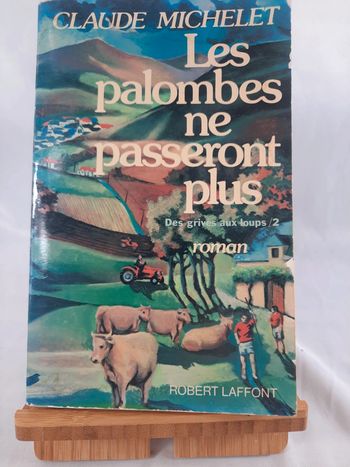 CLAUDE MICHELET
Les
palombes
ne
passeront
plus
Des grives aux loups /2
roman
ROBERT LAFFONT